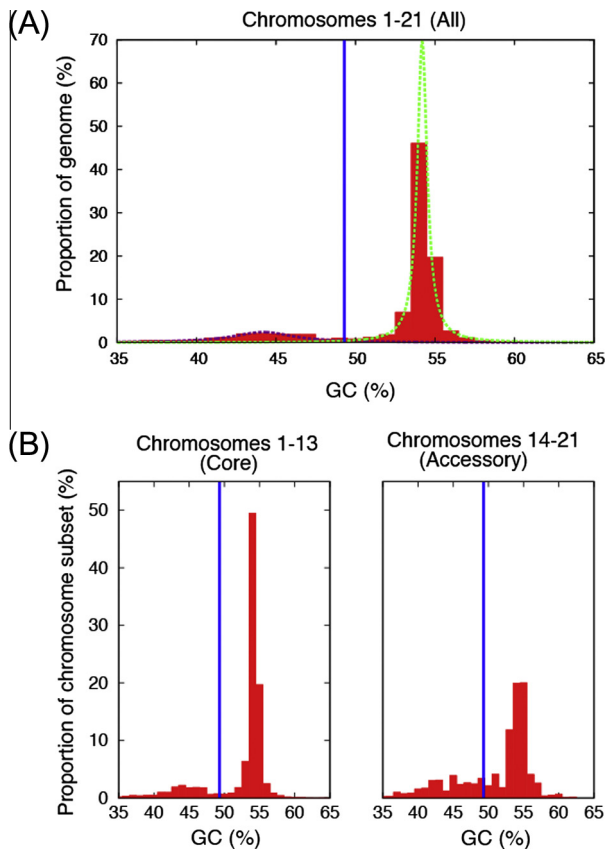 (A)
Chromosomes 1-21 (All)
Proportion of genome (%)
70
60
50
40
30
20
10
0
35 40 45 50 55 60 65
GC (%)
(B)
Chromosomes 1-13
(Core)
Chromosomes 14-21
(Accessory)
Proportion of chromosome subset (%)
50
40
30
20
10
0
35 40 45 50 55 60 65
35 40 45 50 55 60 65
GC (%)
GC (%)